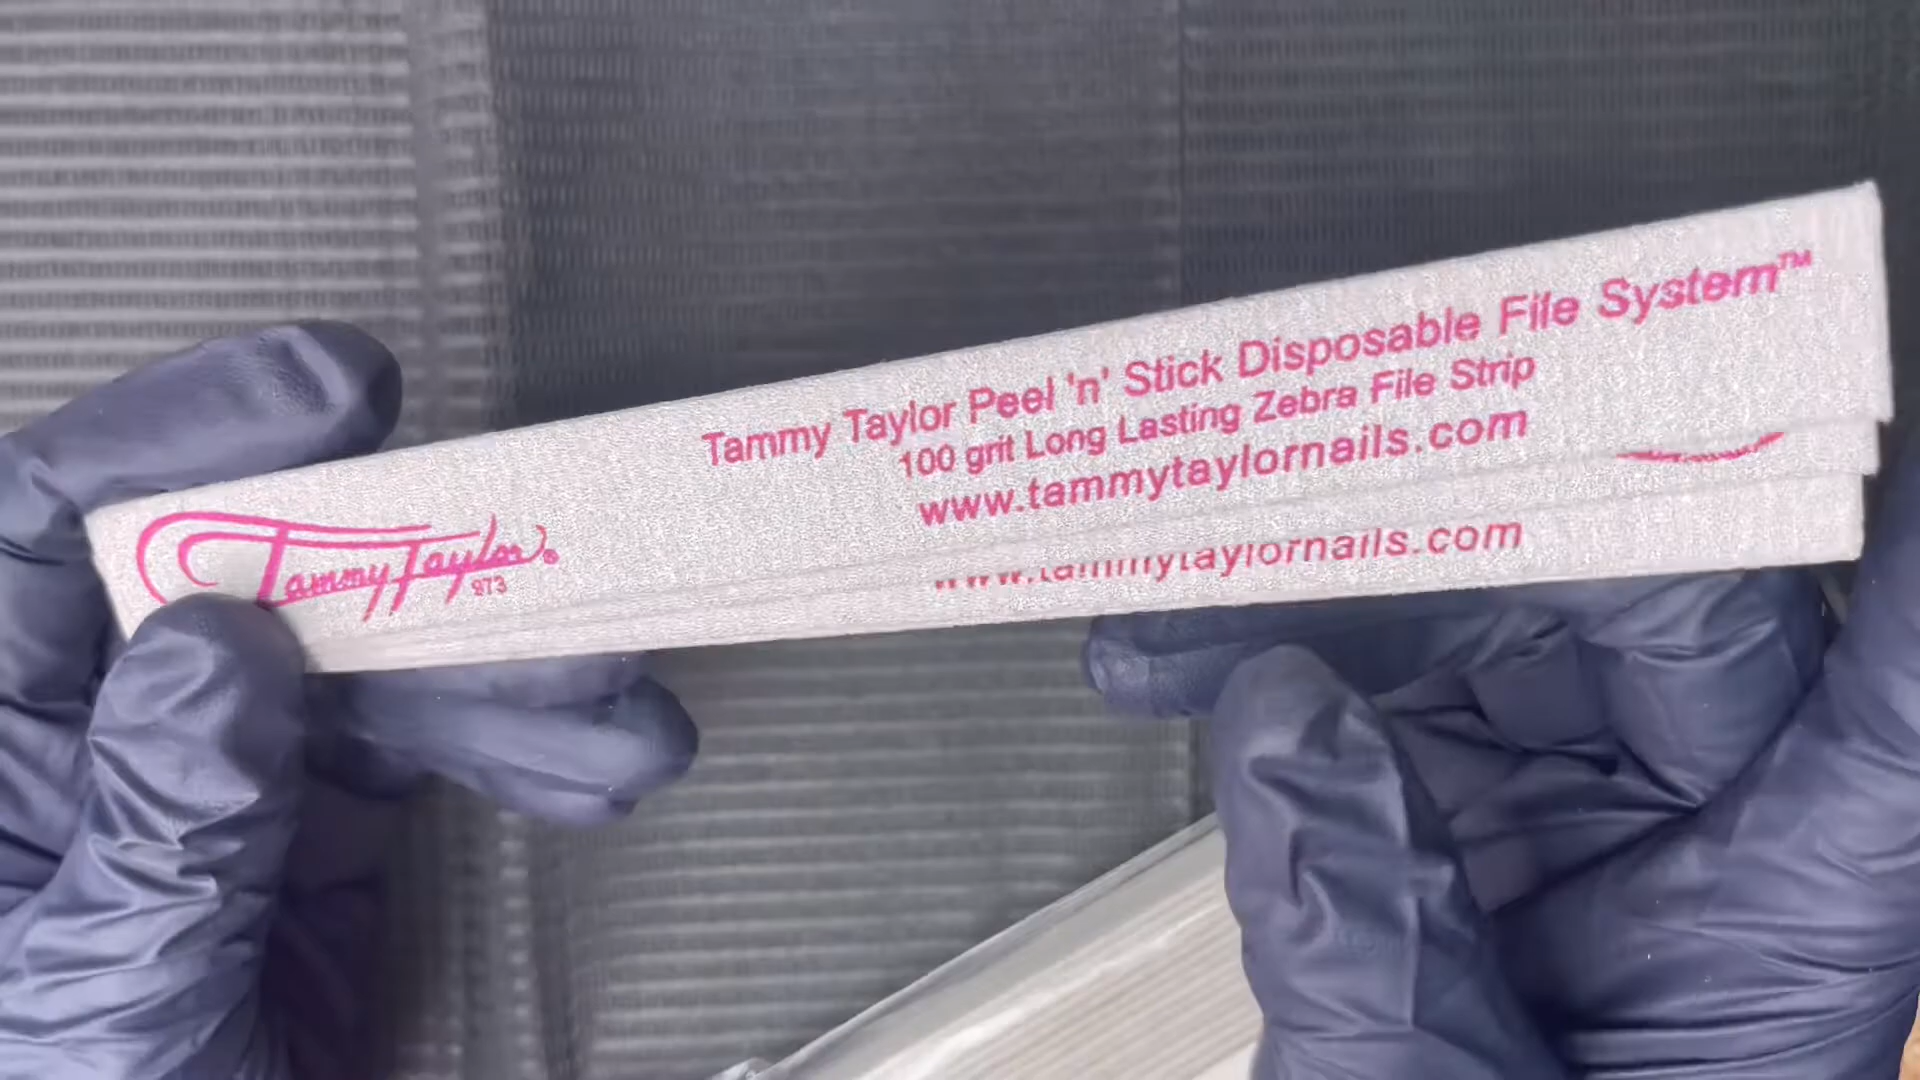 Tammy Taylor Peel 'n' Stick Disposable File System™
100 grit Long Lasting Zebra File Strip
www.tammytaylornails.com
Tammy Taylor®
973
www.tammytaylornails.com